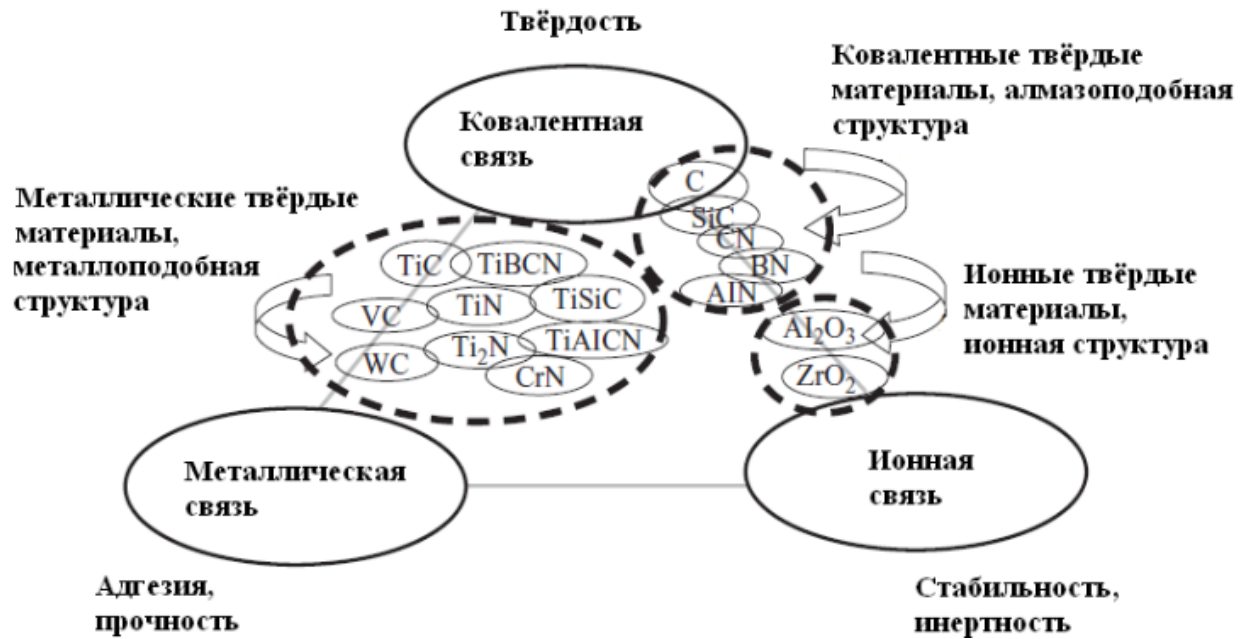 Твёрдость
Ковалентные твёрдые
материалы, алмазоподобная
структура
Ковалентная
связь
Металлические твёрдые
материалы,
металлоподобная
структура
C
SiC
CN
BN
AlN
TiC
TiBCN
TiN
TiSiC
VC
Ti₂N
TiAlCN
WC
CrN
Ионные твёрдые
материалы,
ионная структура
Al₂O₃
ZrO₂
Металлическая
связь
Ионная
связь
Адгезия,
прочность
Стабильность,
инертность